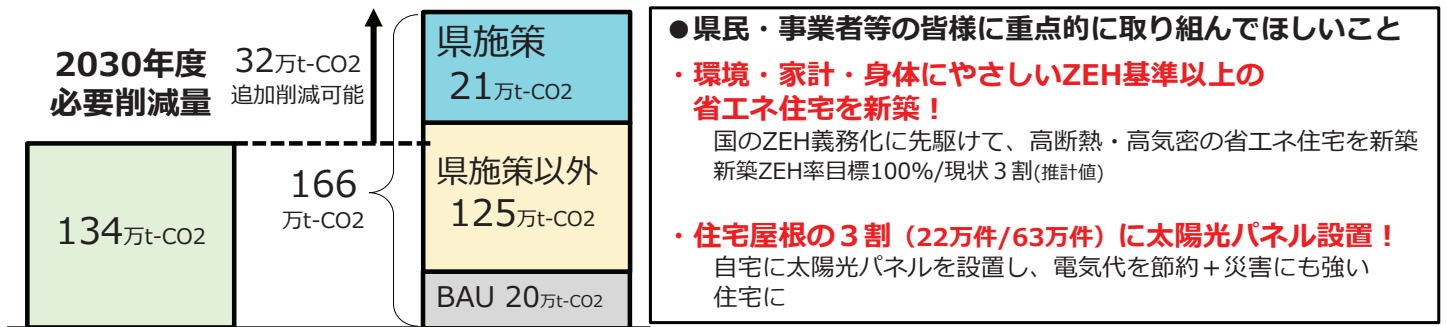 2030年度
必要削減量
32万t-CO2
追加削減可能
134万t-CO2
166
万t-CO2
県施策
21万t-CO2
県施策以外
125万t-CO2
BAU 20万t-CO2
●県民・事業者等の皆様に重点的に取り組んでほしいこと
・環境・家計・身体にやさしいZEH基準以上の
省エネ住宅を新築！
国のZEH義務化に先駆けて、高断熱・高気密の省エネ住宅を新築
新築ZEH率目標100%/現状３割(推計値)
・住宅屋根の３割（22万件/63万件）に太陽光パネル設置！
自宅に太陽光パネルを設置し、電気代を節約＋災害にも強い
住宅に